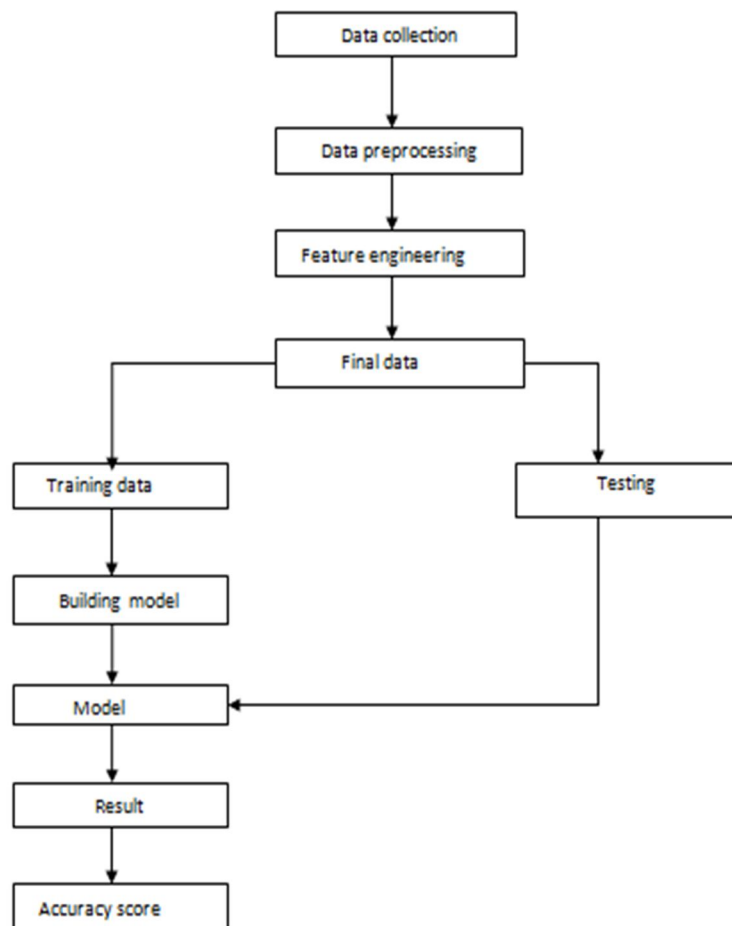 Data collection
Data preprocessing
Feature engineering
Final data
Training data
Testing
Building model
Model
Result
Accuracy score